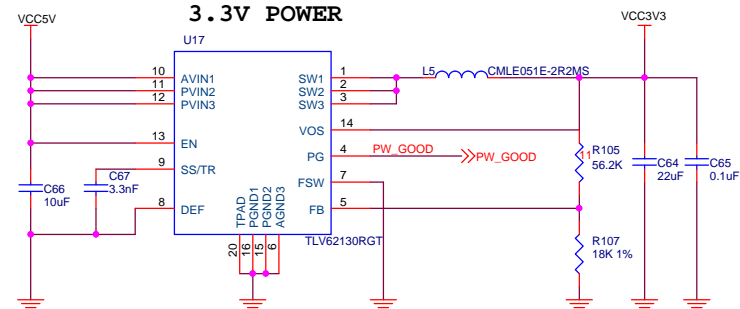 3.3V POWER
VCC5V
VCC3V3
U17
10 AVIN1
11 PVIN2
12 PVIN3
13 EN
9 SS/TR
8 DEF
SW1 1
SW2 2
SW3 3
VOS 14
PG 4
FSW 7
FB 5
TPAD 20
PGND1 16
PGND2 15
AGND3 6
TLV62130RGT
L5 CMLE051E-2R2MS
PW_GOOD
PW_GOOD
C66
10uF
C67
3.3nF
11
R105
56.2K
R107
18K 1%
C64
22uF
C65
0.1uF